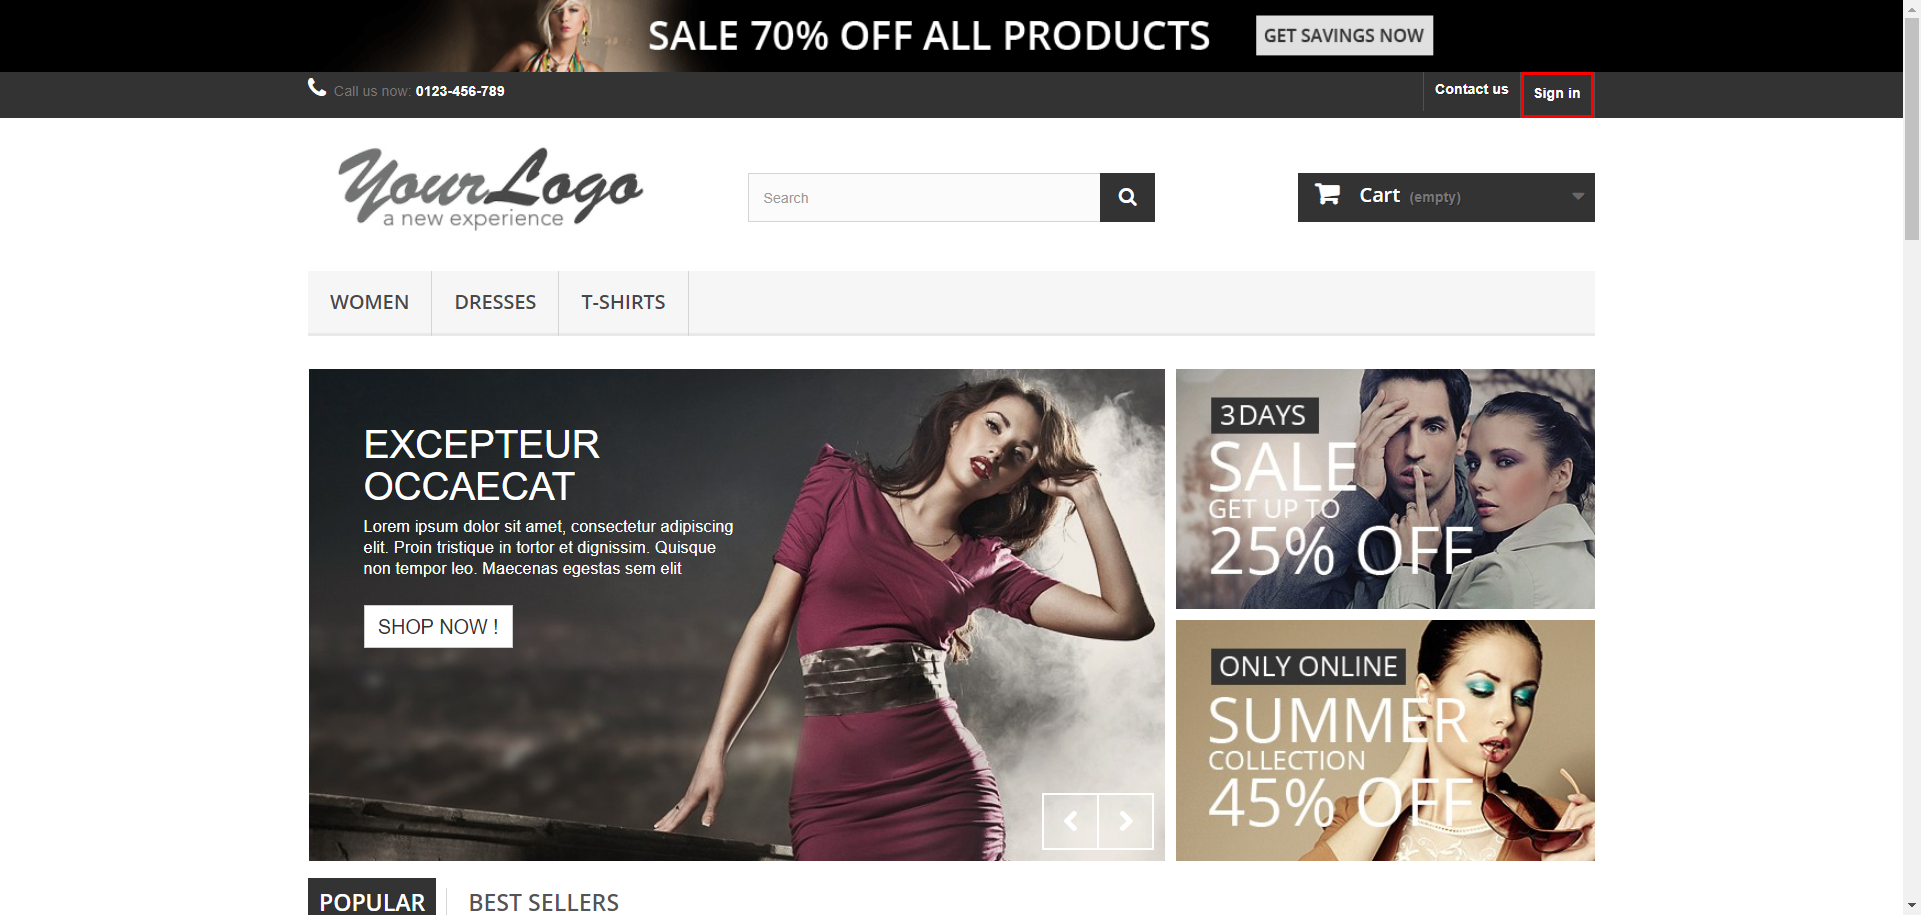 SALE 70% OFF ALL PRODUCTS
GET SAVINGS NOW
Call us now: 0123-456-789
Contact us
Sign in
YourLogo
a new experience
Search
Cart (empty)
WOMEN
DRESSES
T-SHIRTS
EXCEPTEUR
OCCAECAT
Lorem ipsum dolor sit amet, consectetur adipiscing
elit. Proin tristique in tortor et dignissim. Quisque
non tempor leo. Maecenas egestas sem elit
SHOP NOW !
3 DAYS
SALE
GET UP TO
25% OFF
ONLY ONLINE
SUMMER
COLLECTION
45% OFF
POPULAR
BEST SELLERS